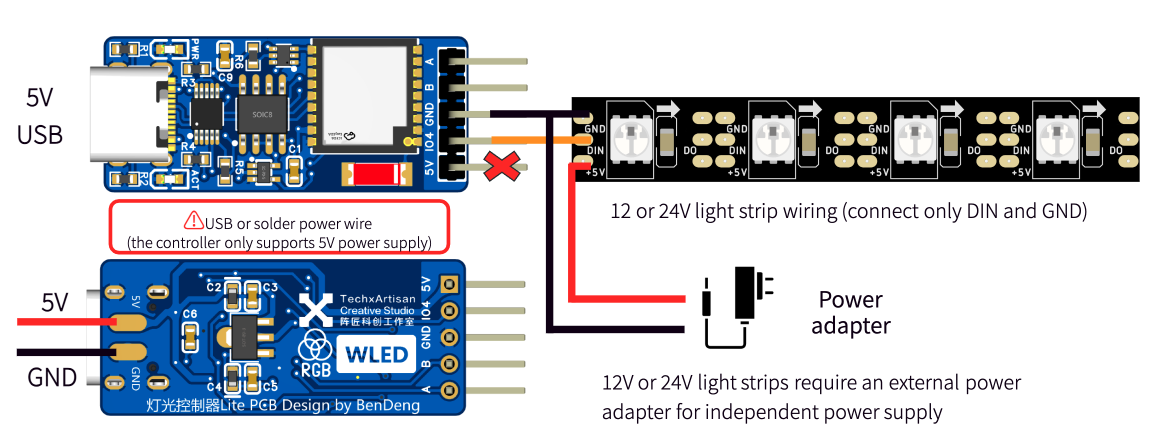 5V
USB
R1
PWR
R3
C9
R6
SOIC8
R4
R2
ACT
R5
C1
A
B
GND
IO4
5V
GND
DIN
+5V
DO
GND
DIN
+5V
DO
GND
DIN
+5V
DO
GND
DIN
+5V
12 or 24V light strip wiring (connect only DIN and GND)
USB or solder power wire
(the controller only supports 5V power supply)
5V
GND
5V
GND
C2
C3
C6
C4
C5
TechxArtisan
Creative Studio
阵匠科创工作室
RGB
WLED
5V
IO4
GND
B
A
灯光控制器Lite PCB Design by BenDeng
Power
adapter
12V or 24V light strips require an external power
adapter for independent power supply